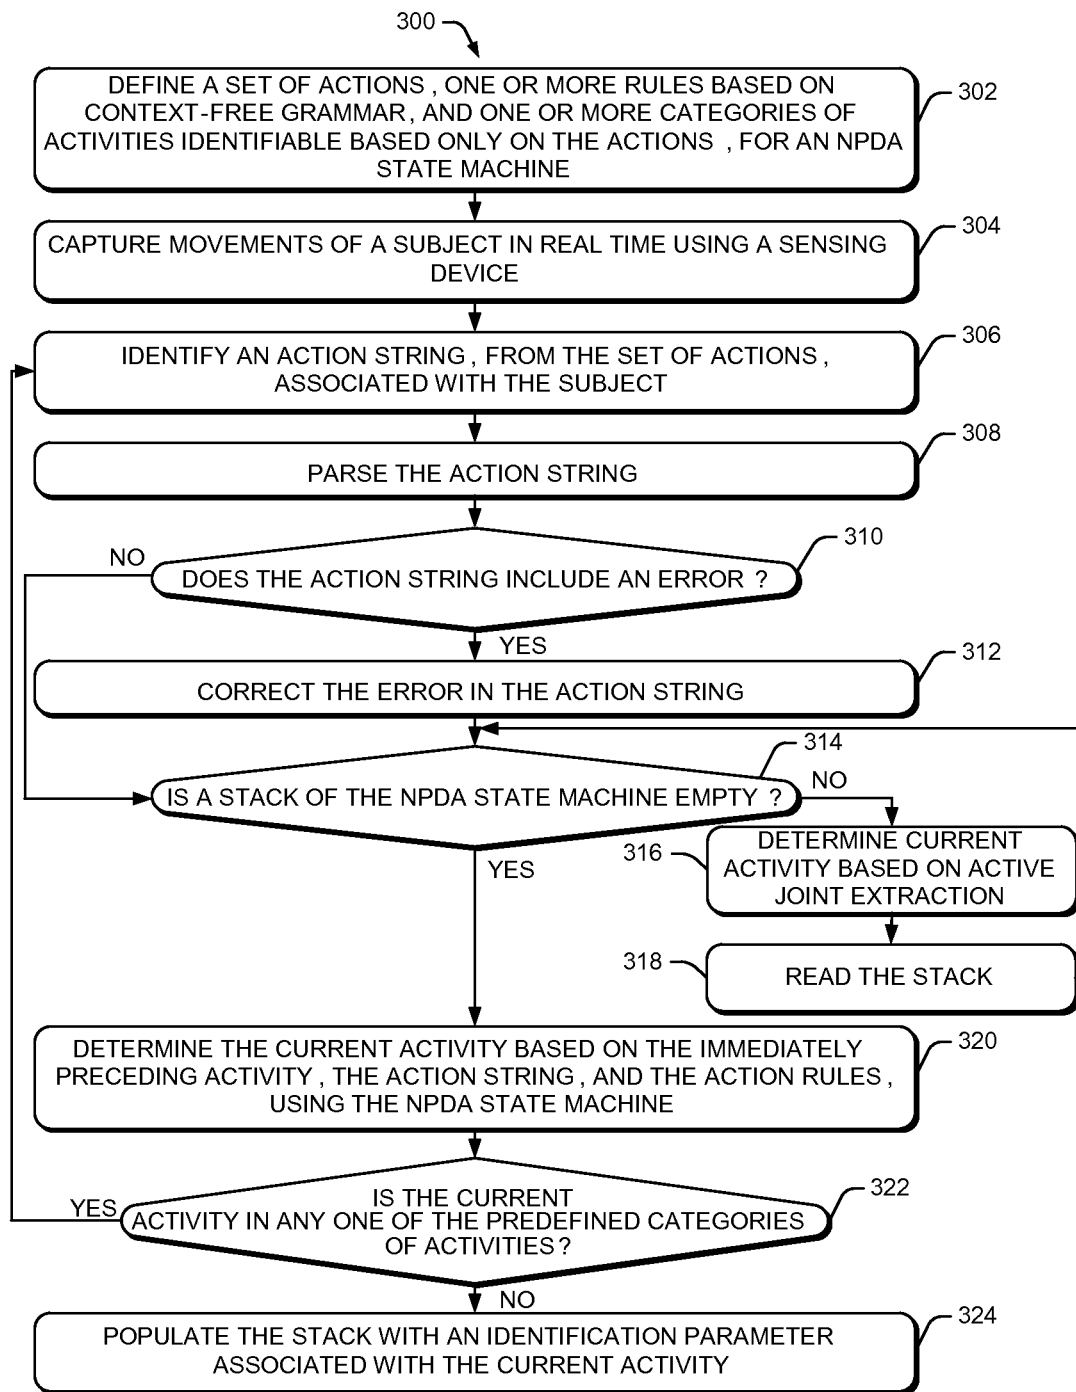 300
DEFINE A SET OF ACTIONS , ONE OR MORE RULES BASED ON
CONTEXT-FREE GRAMMAR, AND ONE OR MORE CATEGORIES OF
ACTIVITIES IDENTIFIABLE BASED ONLY ON THE ACTIONS , FOR AN NPDA
STATE MACHINE
302
CAPTURE MOVEMENTS OF A SUBJECT IN REAL TIME USING A SENSING
DEVICE
304
IDENTIFY AN ACTION STRING , FROM THE SET OF ACTIONS ,
ASSOCIATED WITH THE SUBJECT
306
PARSE THE ACTION STRING
308
DOES THE ACTION STRING INCLUDE AN ERROR ?
310
NO
YES
CORRECT THE ERROR IN THE ACTION STRING
312
IS A STACK OF THE NPDA STATE MACHINE EMPTY ?
314
NO
YES
DETERMINE CURRENT
ACTIVITY BASED ON ACTIVE
JOINT EXTRACTION
316
READ THE STACK
318
DETERMINE THE CURRENT ACTIVITY BASED ON THE IMMEDIATELY
PRECEDING ACTIVITY , THE ACTION STRING , AND THE ACTION RULES ,
USING THE NPDA STATE MACHINE
320
IS THE CURRENT
ACTIVITY IN ANY ONE OF THE PREDEFINED CATEGORIES
OF ACTIVITIES?
322
YES
NO
POPULATE THE STACK WITH AN IDENTIFICATION PARAMETER
ASSOCIATED WITH THE CURRENT ACTIVITY
324